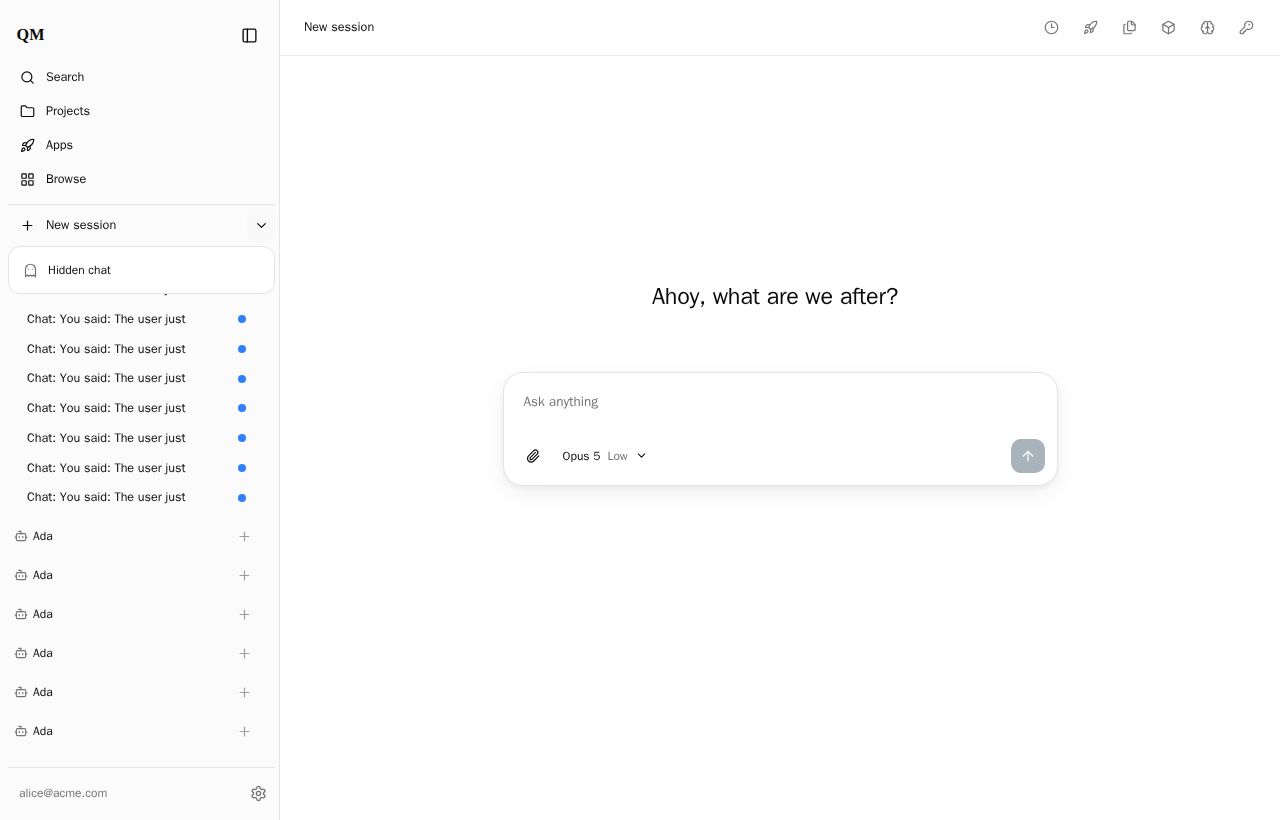 QM
New session
Search
Projects
Apps
Browse
New session
Hidden chat
Chat: You said: The user just
Chat: You said: The user just
Chat: You said: The user just
Chat: You said: The user just
Chat: You said: The user just
Chat: You said: The user just
Chat: You said: The user just
Ada
Ada
Ada
Ada
Ada
Ada
alice@acme.com
Ahoy, what are we after?
Ask anything
Opus 5 Low